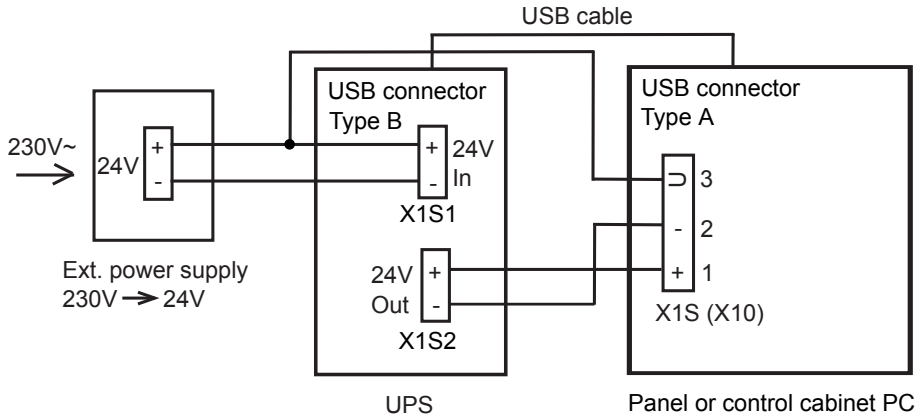 USB cable
230V~
24V
+
-
Ext. power supply
230V → 24V
USB connector
Type B
+
-
24V
In
X1S1
24V
Out
+
-
X1S2
UPS
USB connector
Type A
⊃ 3
- 2
+ 1
X1S (X10)
Panel or control cabinet PC